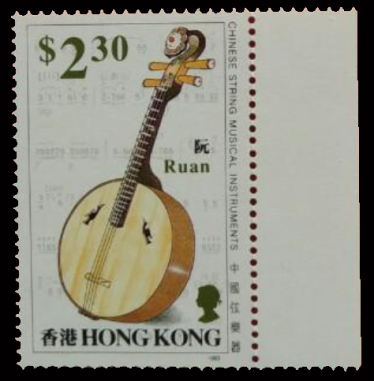 $2.30
阮
Ruan
香港 HONG KONG
1993
CHINESE STRING MUSICAL INSTRUMENTS 中國弦樂器